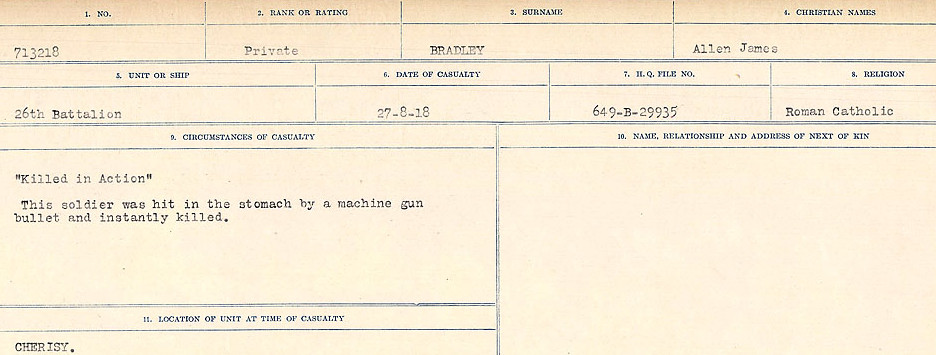 1. NO. 2. RANK OR RATING 3. SURNAME 4. CHRISTIAN NAMES
713218 Private BRADLEY Allen James
5. UNIT OR SHIP 6. DATE OF CASUALTY 7. H.Q. FILE NO. 8. RELIGION
26th Battalion 27-8-18 649-B-29935 Roman Catholic
9. CIRCUMSTANCES OF CASUALTY 10. NAME, RELATIONSHIP AND ADDRESS OF NEXT OF KIN
"Killed in Action"
This soldier was hit in the stomach by a machine gun
bullet and instantly killed.
11. LOCATION OF UNIT AT TIME OF CASUALTY
CHERISY.